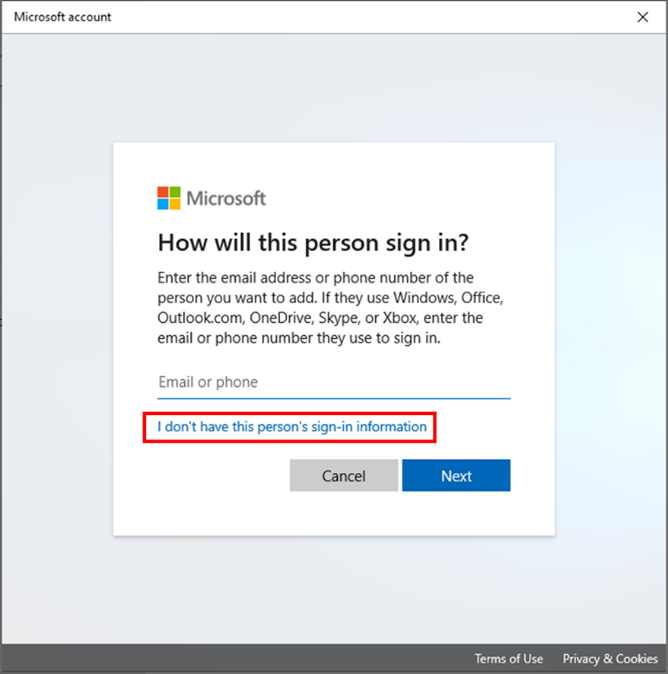 Microsoft account
Microsoft
How will this person sign in?
Enter the email address or phone number of the
person you want to add. If they use Windows, Office,
Outlook.com, OneDrive, Skype, or Xbox, enter the
email or phone number they use to sign in.
Email or phone
I don't have this person's sign-in information
Cancel
Next
Terms of Use
Privacy & Cookies